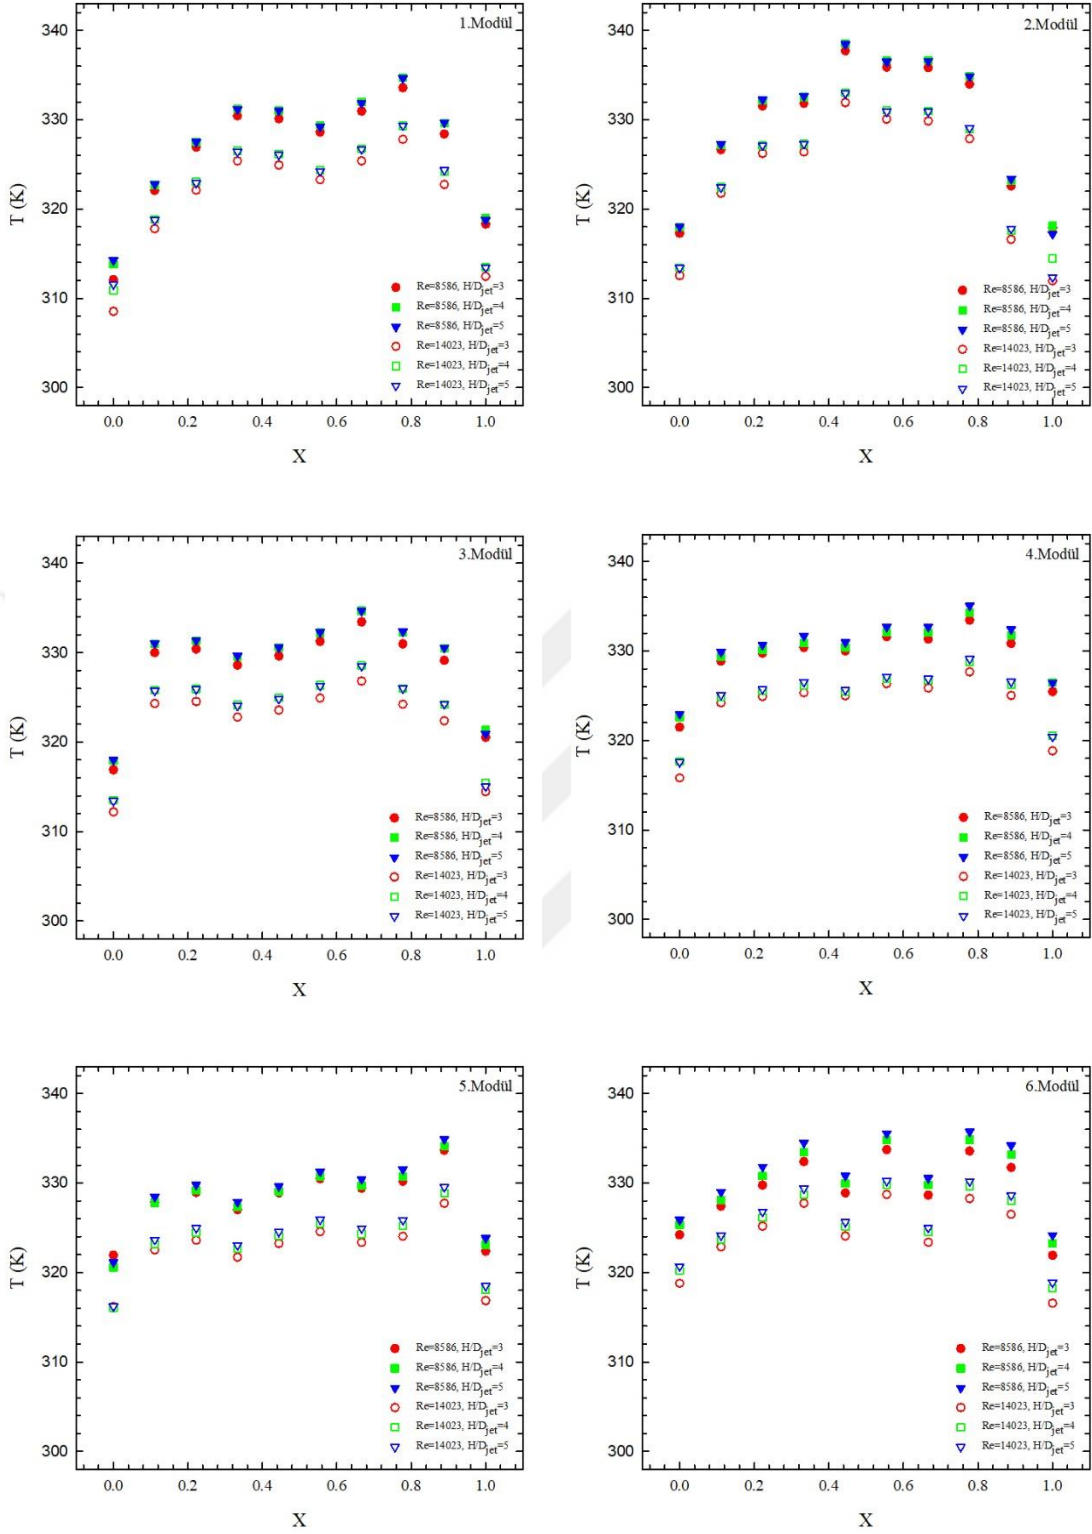 1.Modül
340
330
320
310
300
T (K)
Re=8586, H/Djet=3
Re=8586, H/Djet=4
Re=8586, H/Djet=5
Re=14023, H/Djet=3
Re=14023, H/Djet=4
Re=14023, H/Djet=5
0.0 0.2 0.4 0.6 0.8 1.0
X
2.Modül
340
330
320
310
300
T (K)
Re=8586, H/Djet=3
Re=8586, H/Djet=4
Re=8586, H/Djet=5
Re=14023, H/Djet=3
Re=14023, H/Djet=4
Re=14023, H/Djet=5
0.0 0.2 0.4 0.6 0.8 1.0
X
3.Modül
340
330
320
310
300
T (K)
Re=8586, H/Djet=3
Re=8586, H/Djet=4
Re=8586, H/Djet=5
Re=14023, H/Djet=3
Re=14023, H/Djet=4
Re=14023, H/Djet=5
0.0 0.2 0.4 0.6 0.8 1.0
X
4.Modül
340
330
320
310
300
T (K)
Re=8586, H/Djet=3
Re=8586, H/Djet=4
Re=8586, H/Djet=5
Re=14023, H/Djet=3
Re=14023, H/Djet=4
Re=14023, H/Djet=5
0.0 0.2 0.4 0.6 0.8 1.0
X
5.Modül
340
330
320
310
300
T (K)
Re=8586, H/Djet=3
Re=8586, H/Djet=4
Re=8586, H/Djet=5
Re=14023, H/Djet=3
Re=14023, H/Djet=4
Re=14023, H/Djet=5
0.0 0.2 0.4 0.6 0.8 1.0
X
6.Modül
340
330
320
310
300
T (K)
Re=8586, H/Djet=3
Re=8586, H/Djet=4
Re=8586, H/Djet=5
Re=14023, H/Djet=3
Re=14023, H/Djet=4
Re=14023, H/Djet=5
0.0 0.2 0.4 0.6 0.8 1.0
X